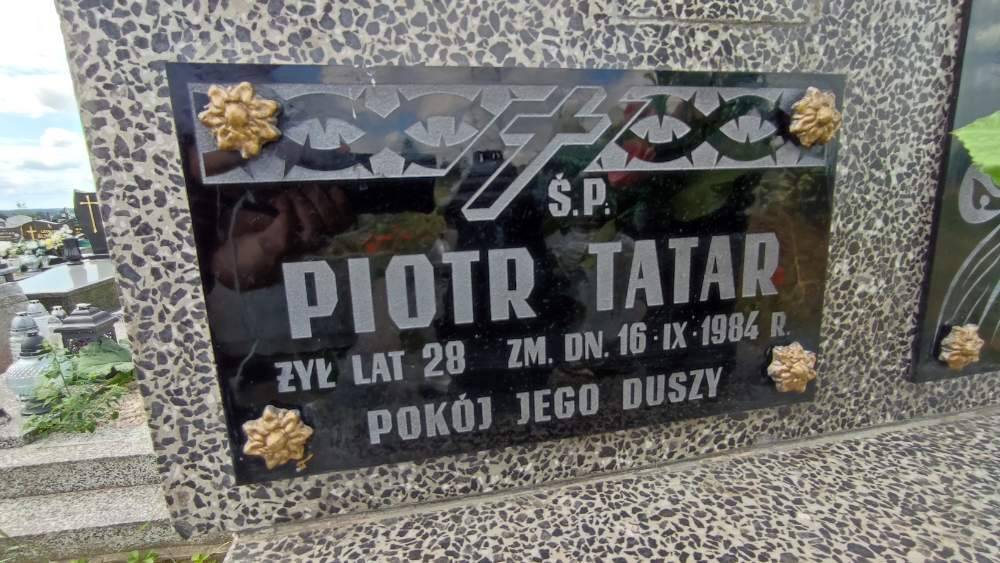 Ś.P.
PIOTR TATAR
ŻYŁ LAT 28 ZM. DN. 16·IX·1984 R.
POKÓJ JEGO DUSZY